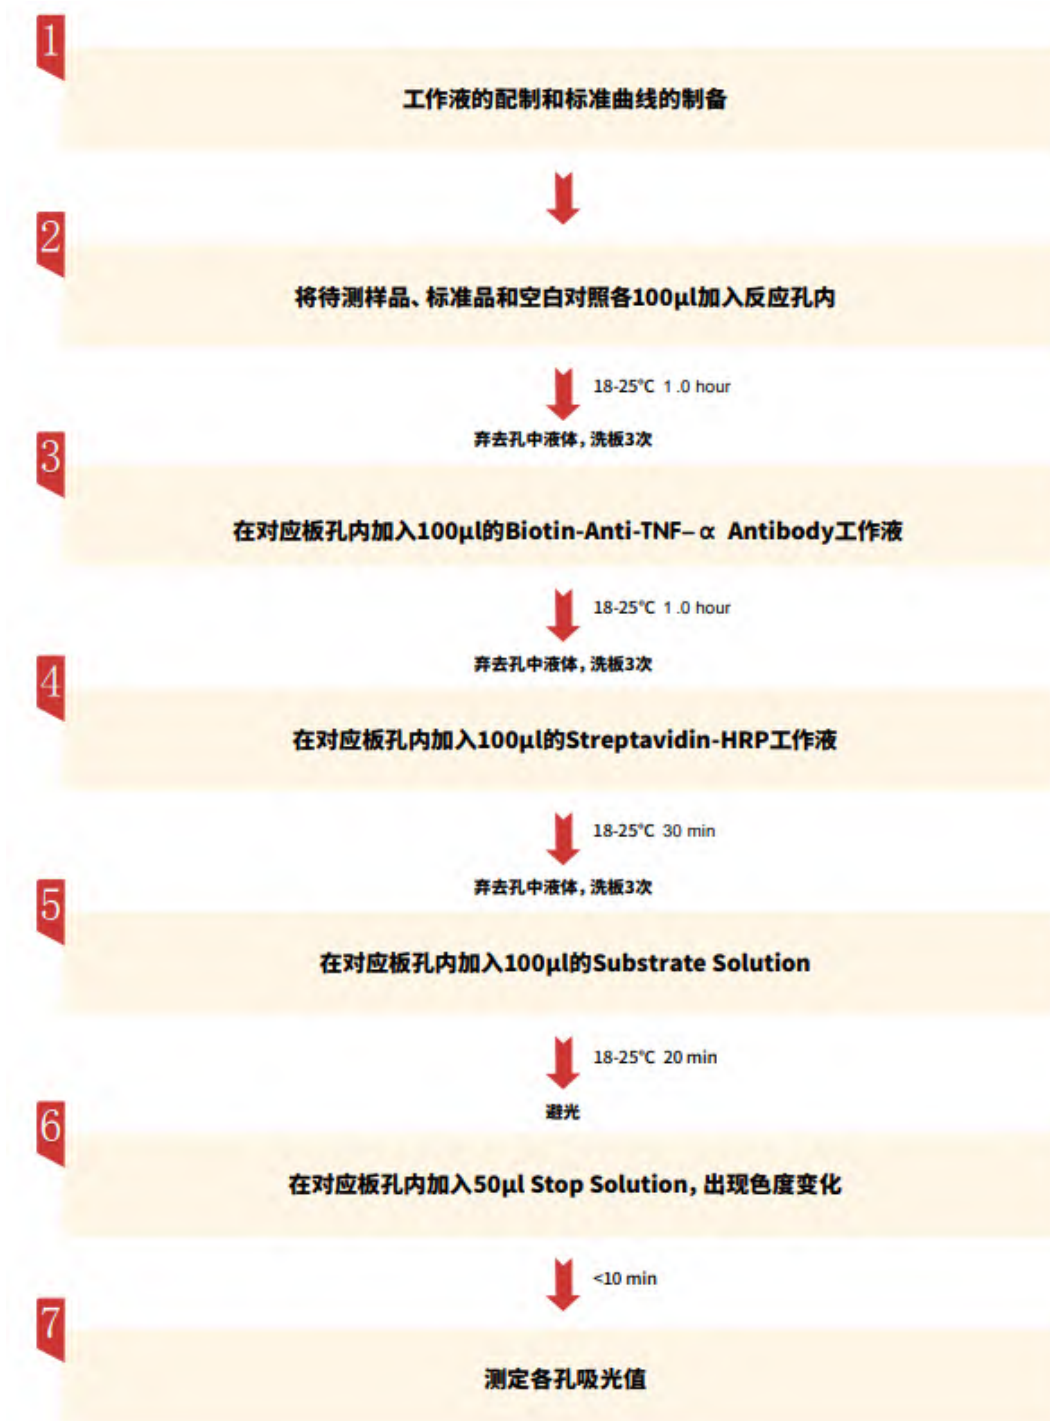 1
工作液的配制和标准曲线的制备
2
将待测样品、标准品和空白对照各100μl加入反应孔内
18-25℃ 1.0 hour
弃去孔中液体，洗板3次
3
在对应板孔内加入100μl的Biotin-Anti-TNF-α Antibody工作液
18-25℃ 1.0 hour
弃去孔中液体，洗板3次
4
在对应板孔内加入100μl的Streptavidin-HRP工作液
18-25℃ 30 min
弃去孔中液体，洗板3次
5
在对应板孔内加入100μl的Substrate Solution
18-25℃ 20 min
避光
6
在对应板孔内加入50μl Stop Solution，出现色度变化
<10 min
7
测定各孔吸光值